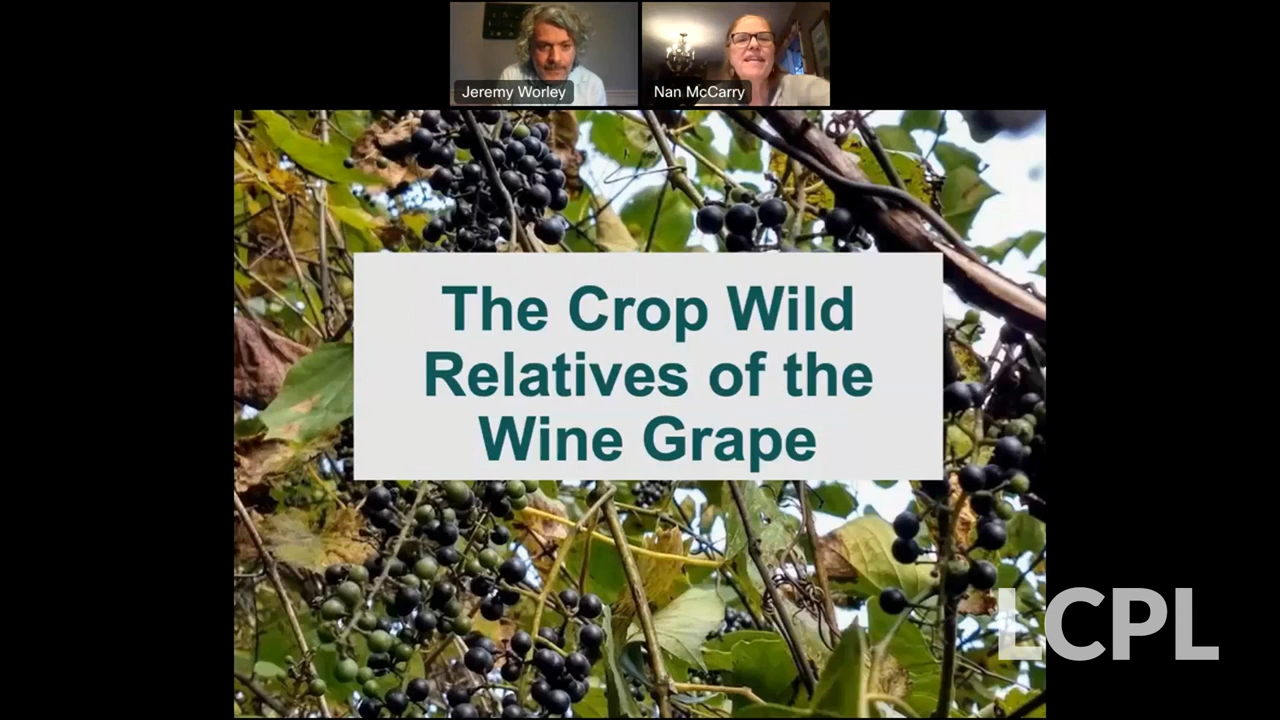 Jeremy Worley
Nan McCarry
The Crop Wild
Relatives of the
Wine Grape
LCPL